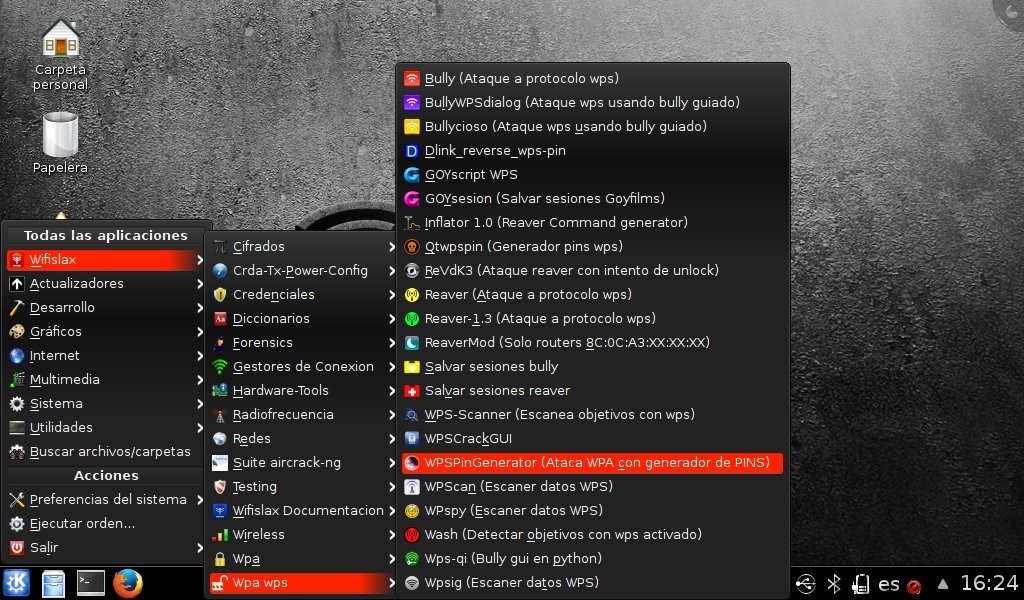 Carpeta
personal
Papelera
Todas las aplicaciones
Wifislax
Actualizadores
Desarrollo
Gráficos
Internet
Multimedia
Sistema
Utilidades
Buscar archivos/carpetas
Acciones
Preferencias del sistema
Ejecutar orden...
Salir
Cifrados
Crda-Tx-Power-Config
Credenciales
Diccionarios
Forensics
Gestores de Conexion
Hardware-Tools
Radiofrecuencia
Redes
Suite aircrack-ng
Testing
Wifislax Documentacion
Wireless
Wpa
Wpa wps
Bully (Ataque a protocolo wps)
BullyWPSdialog (Ataque wps usando bully guiado)
Bullycioso (Ataque wps usando bully guiado)
Dlink_reverse_wps-pin
GOYscript WPS
GOYsesion (Salvar sesiones Goyfilms)
Inflator 1.0 (Reaver Command generator)
Qtwpspin (Generador pins wps)
ReVdK3 (Ataque reaver con intento de unlock)
Reaver (Ataque a protocolo wps)
Reaver-1.3 (Ataque a protocolo wps)
ReaverMod (Solo routers 8C:0C:A3:XX:XX:XX)
Salvar sesiones bully
Salvar sesiones reaver
WPS-Scanner (Escanea objetivos con wps)
WPSCrackGUI
WPSPinGenerator (Ataca WPA con generador de PINS)
WPScan (Escaner datos WPS)
WPspy (Escaner datos WPS)
Wash (Detectar objetivos con wps activado)
Wps-qi (Bully gui en python)
Wpsig (Escaner datos WPS)
es
16:24